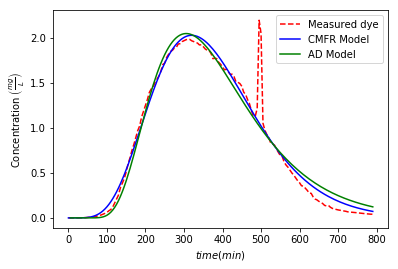 Measured dye
CMFR Model
AD Model
Concentration (mg/L)
2.0
1.5
1.0
0.5
0.0
0 100 200 300 400 500 600 700 800
time(min)